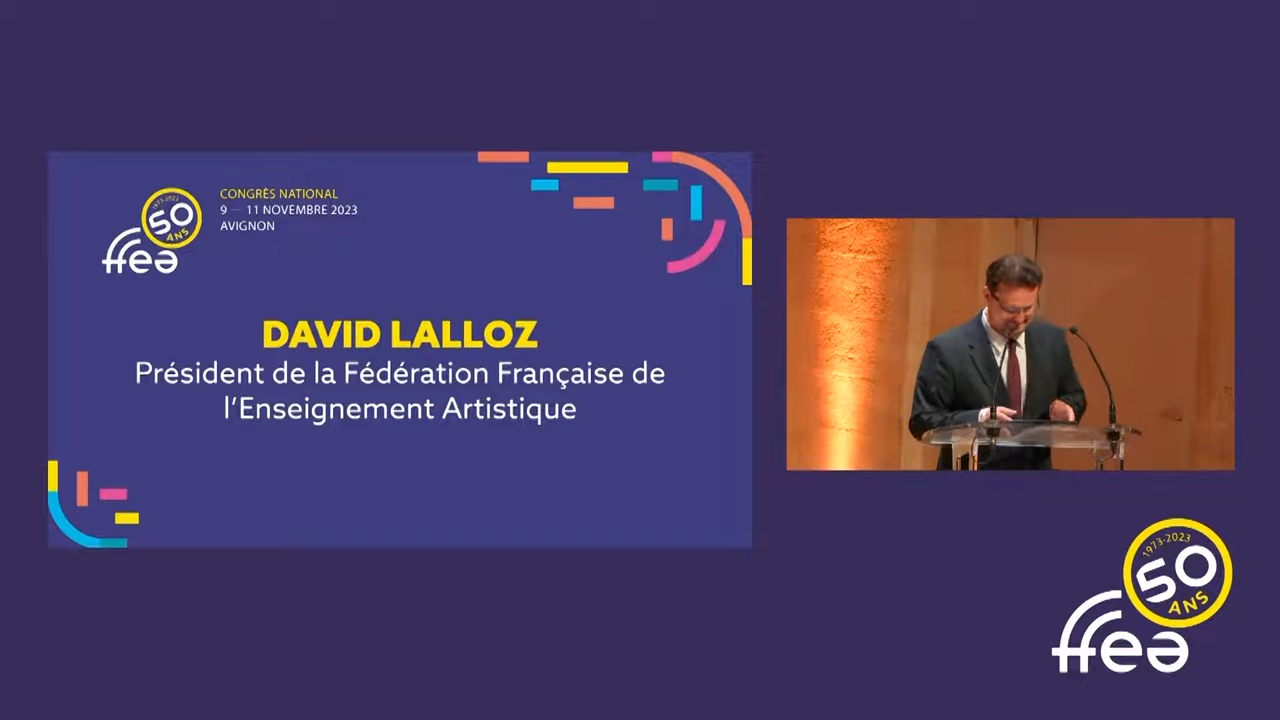 1973-2023
50
ANS
ffea
CONGRÈS NATIONAL
9 — 11 NOVEMBRE 2023
AVIGNON
DAVID LALLOZ
Président de la Fédération Française de
l'Enseignement Artistique
1973-2023
50
ANS
ffea